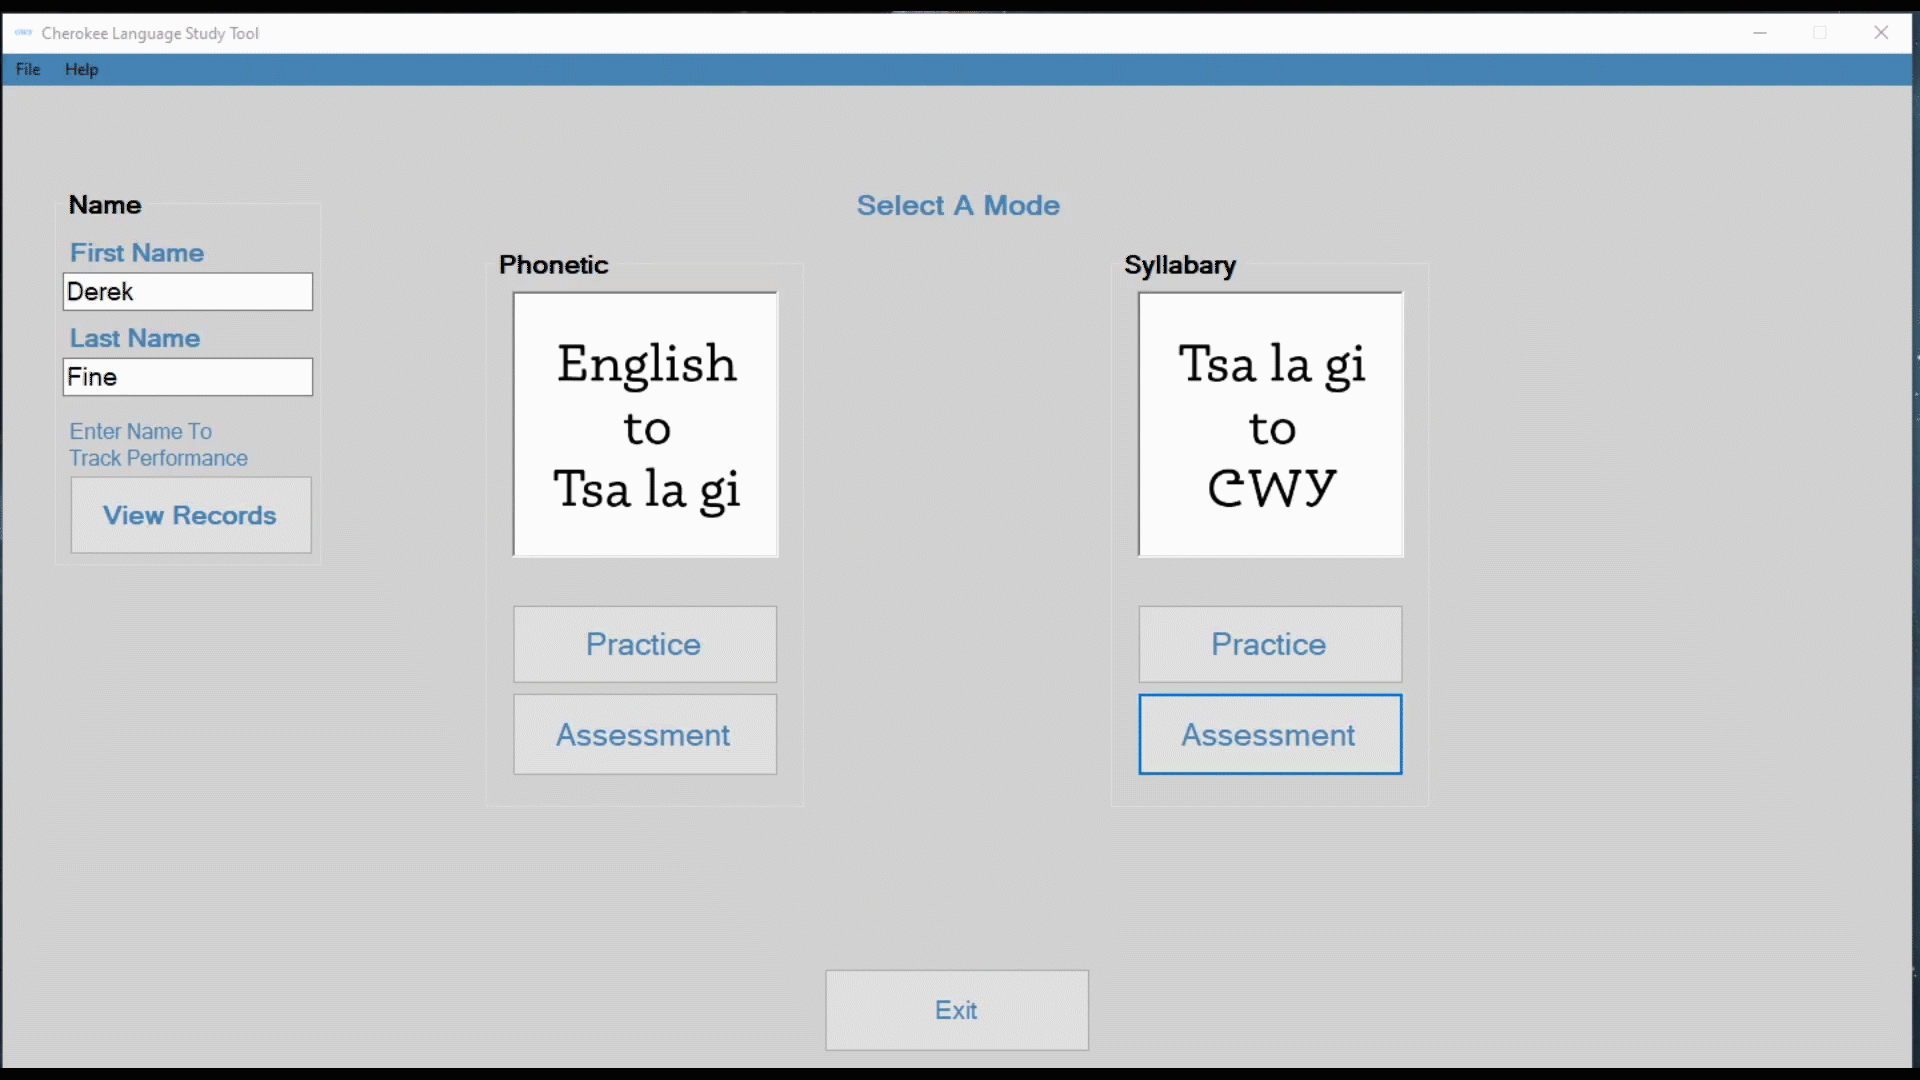 Cherokee Language Study Tool
File Help
Name
First Name
Derek
Last Name
Fine
Enter Name To
Track Performance
View Records
Select A Mode
Phonetic
English
to
Tsa la gi
Practice
Assessment
Syllabary
Tsa la gi
to
ᏣᎳᎩ
Practice
Assessment
Exit